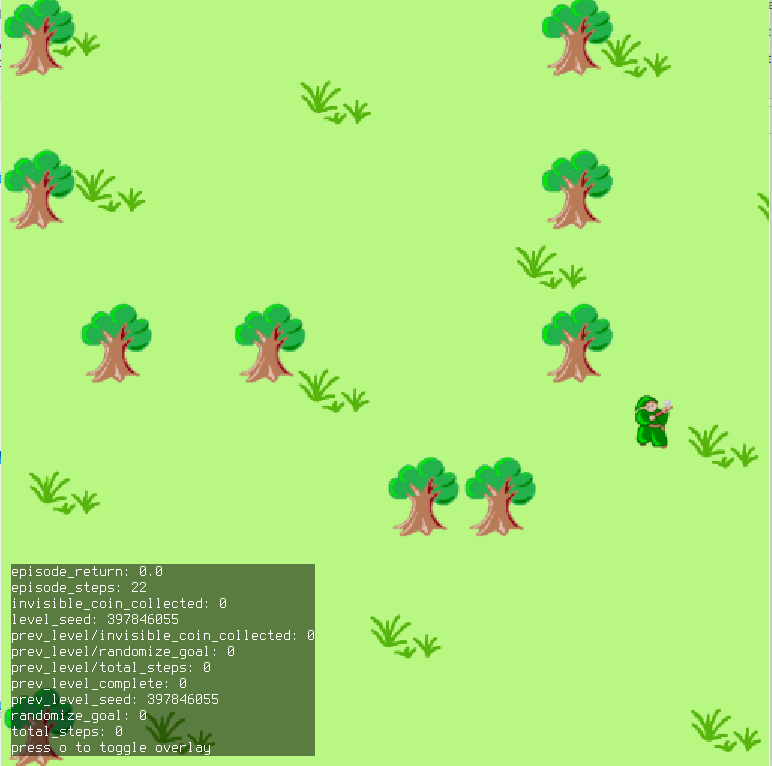 episode_return: 0.0
episode_steps: 22
invisible_coin_collected: 0
level_seed: 397846055
prev_level/invisible_coin_collected: 0
prev_level/randomize_goal: 0
prev_level/total_steps: 0
prev_level_complete: 0
prev_level_seed: 397846055
randomize_goal: 0
total_steps: 0
press o to toggle overlay